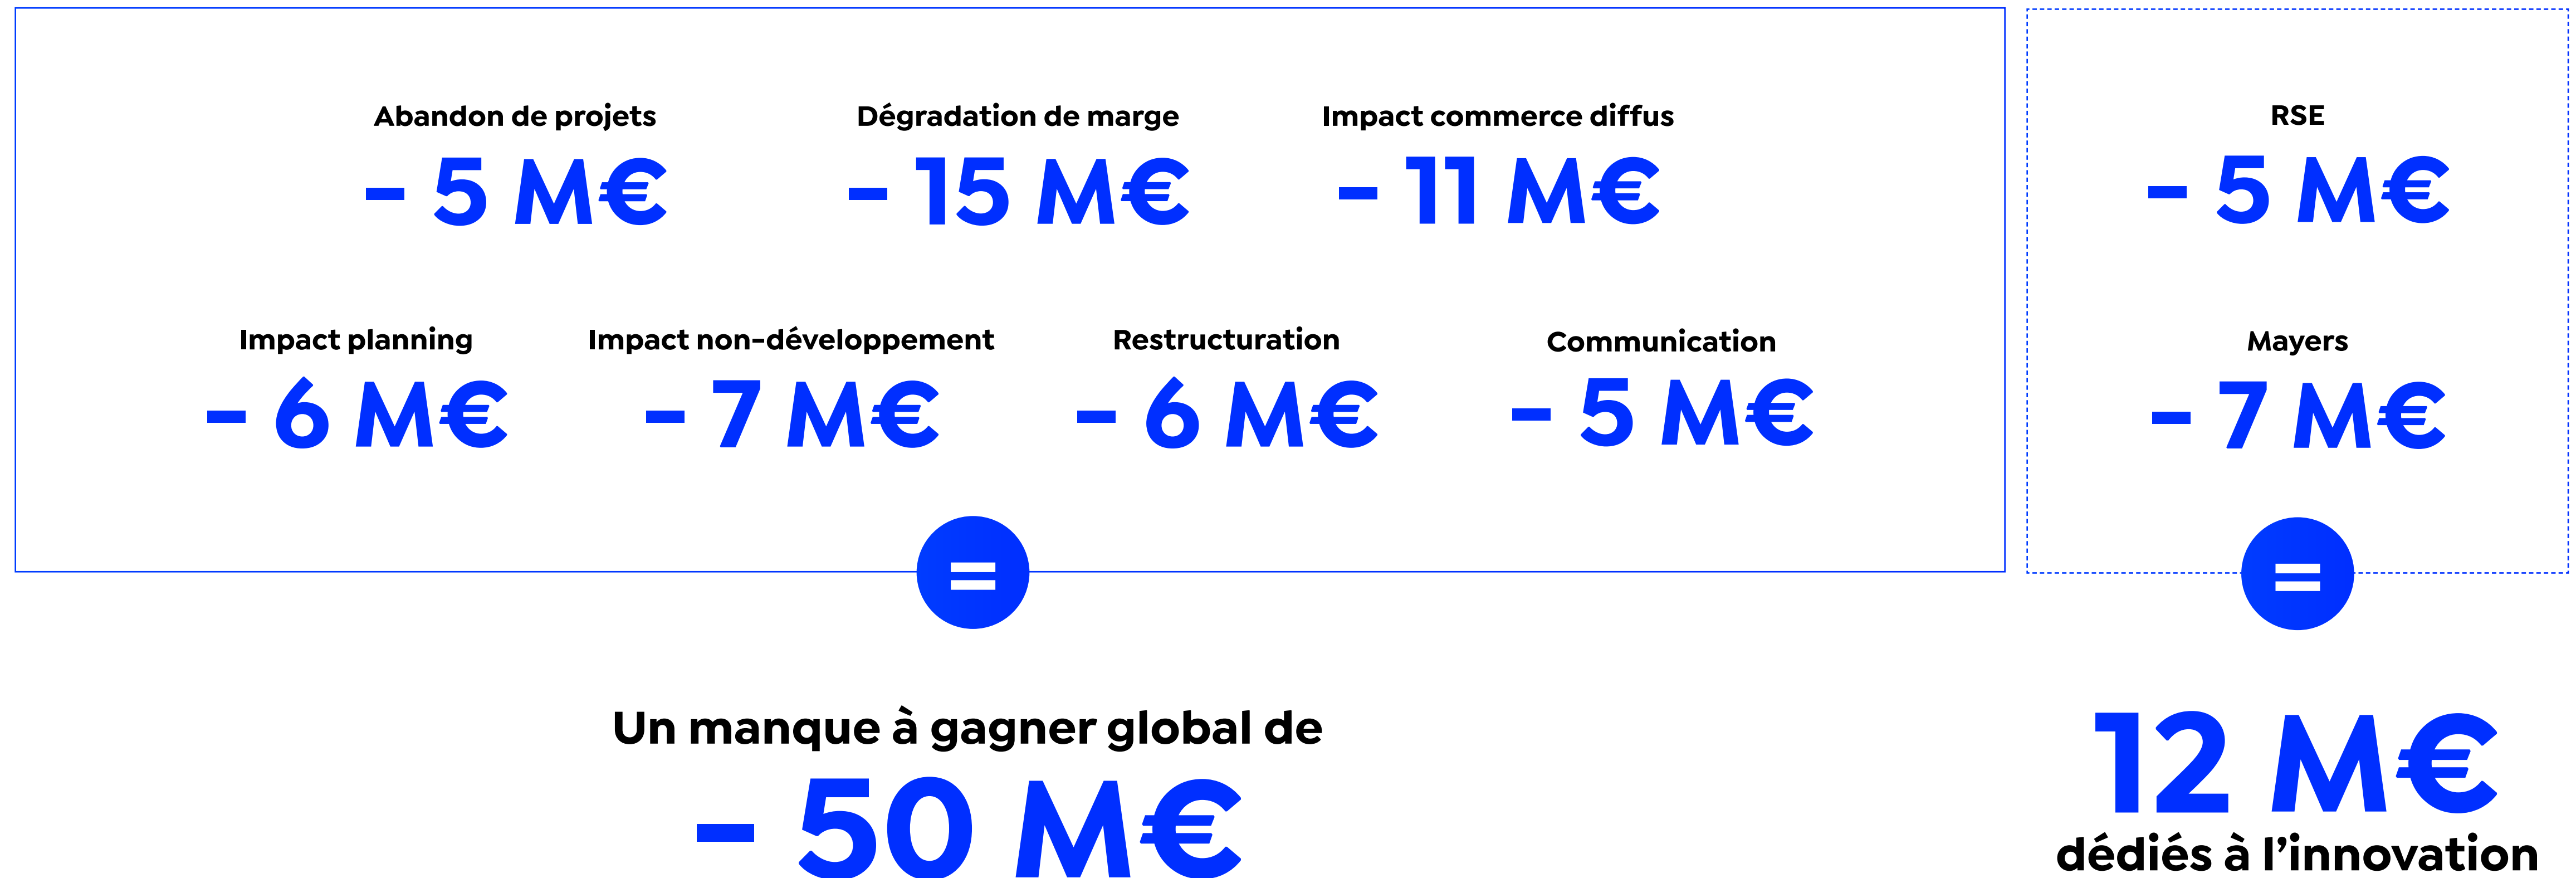 Abandon de projets
– 5 M€
Dégradation de marge
– 15 M€
Impact commerce diffus
– 11 M€
Impact planning
– 6 M€
Impact non-développement
– 7 M€
Restructuration
– 6 M€
Communication
– 5 M€
=
Un manque à gagner global de
– 50 M€
RSE
– 5 M€
Mayers
– 7 M€
=
12 M€
dédiés à l’innovation